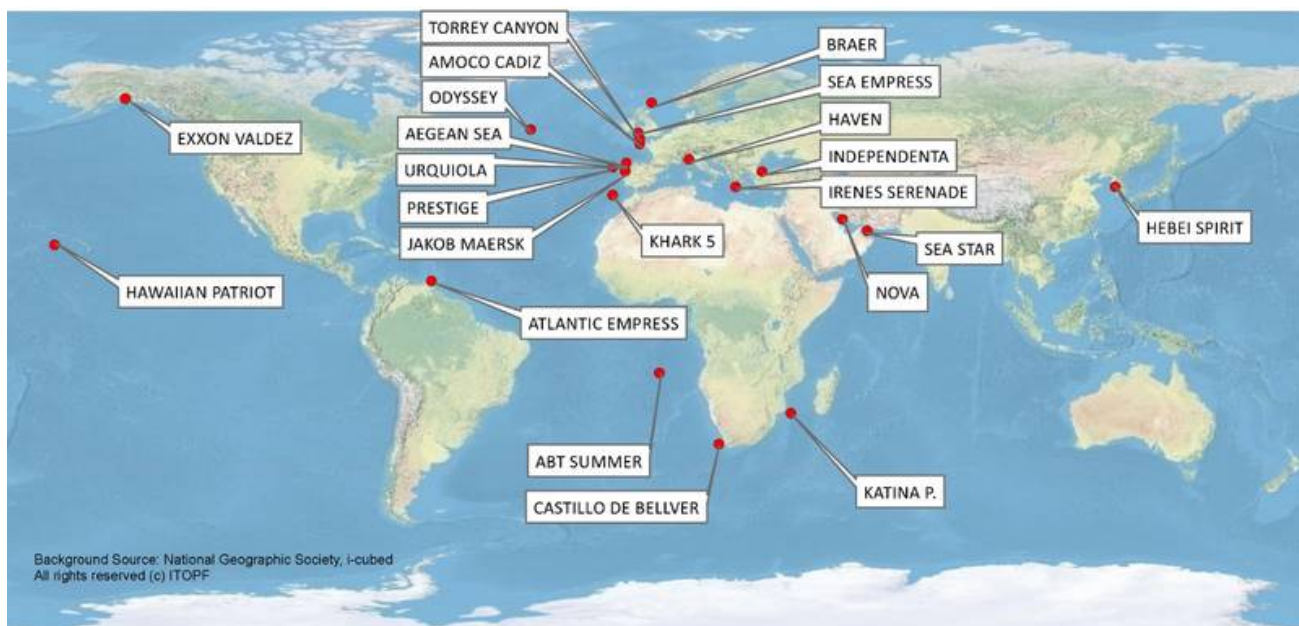 TORREY CANYON
BRAER
AMOCO CADIZ
SEA EMPRESS
ODYSSEY
HAVEN
EXXON VALDEZ
AEGEAN SEA
INDEPENDENTA
URQUIOLA
IRENES SERENADE
PRESTIGE
HEBEI SPIRIT
JAKOB MAERSK
KHARK 5
SEA STAR
HAWAIIAN PATRIOT
NOVA
ATLANTIC EMPRESS
ABT SUMMER
KATINA P.
CASTILLO DE BELLVER
Background Source: National Geographic Society, i-cubed
All rights reserved (c) ITOPF